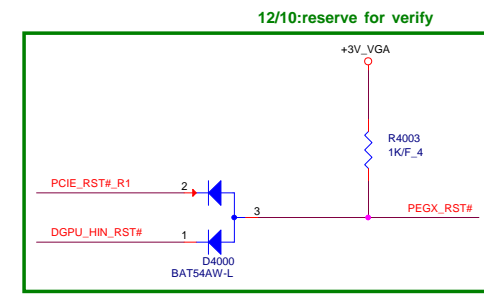 12/10:reserve for verify
+3V_VGA
R4003
1K/F_4
PCIE_RST#_R1
2
3
PEGX_RST#
DGPU_HIN_RST#
1
D4000
BAT54AW-L